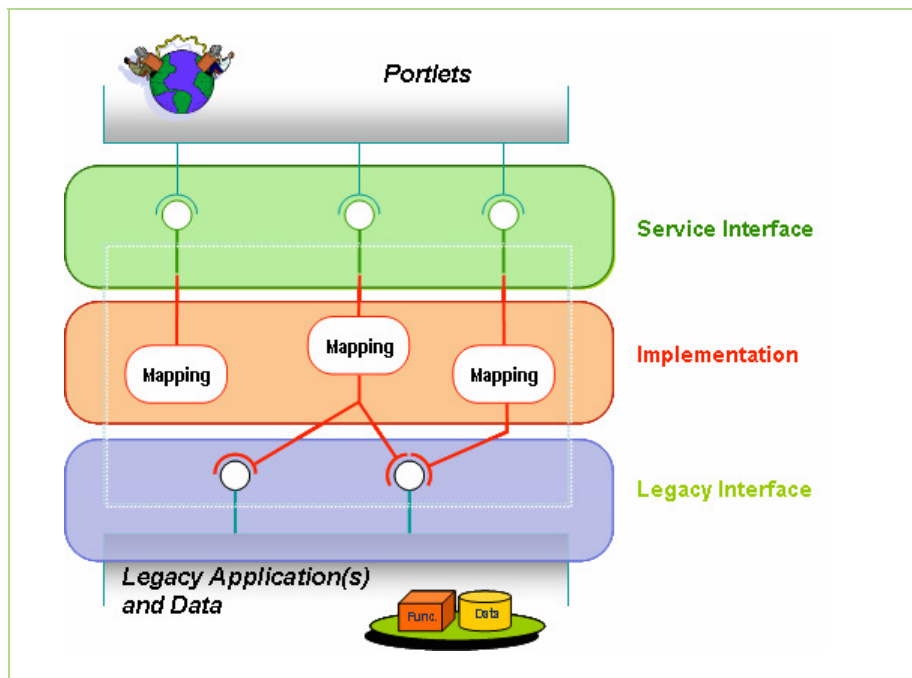 Portlets
Service Interface
Mapping
Mapping
Mapping
Implementation
Legacy Interface
Legacy Application(s)
and Data
Func.
Data